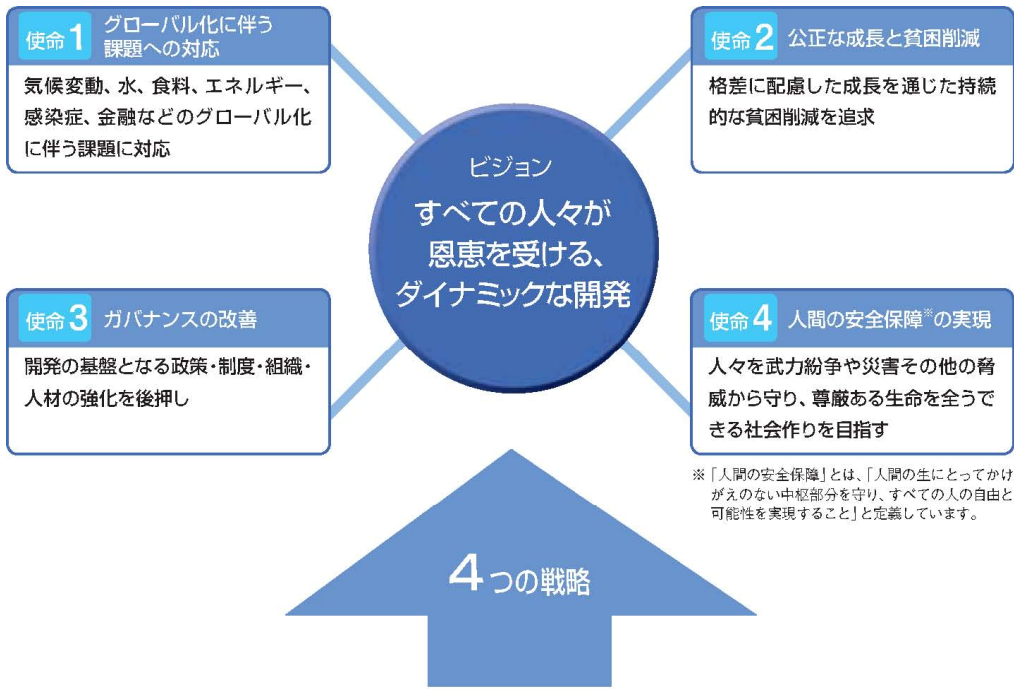 使命1 グローバル化に伴う
課題への対応
気候変動、水、食料、エネルギー、
感染症、金融などのグローバル化
に伴う課題に対応
使命2 公正な成長と貧困削減
格差に配慮した成長を通じた持続
的な貧困削減を追求
ビジョン
すべての人々が
恩恵を受ける、
ダイナミックな開発
使命3 ガバナンスの改善
開発の基盤となる政策・制度・組織・
人材の強化を後押し
使命4 人間の安全保障※の実現
人々を武力紛争や災害その他の脅
威から守り、尊厳ある生命を全うで
きる社会作りを目指す
※「人間の安全保障」とは、「人間の生にとってかけ
がえのない中枢部分を守り、すべての人の自由と
可能性を実現すること」と定義しています。
4つの戦略